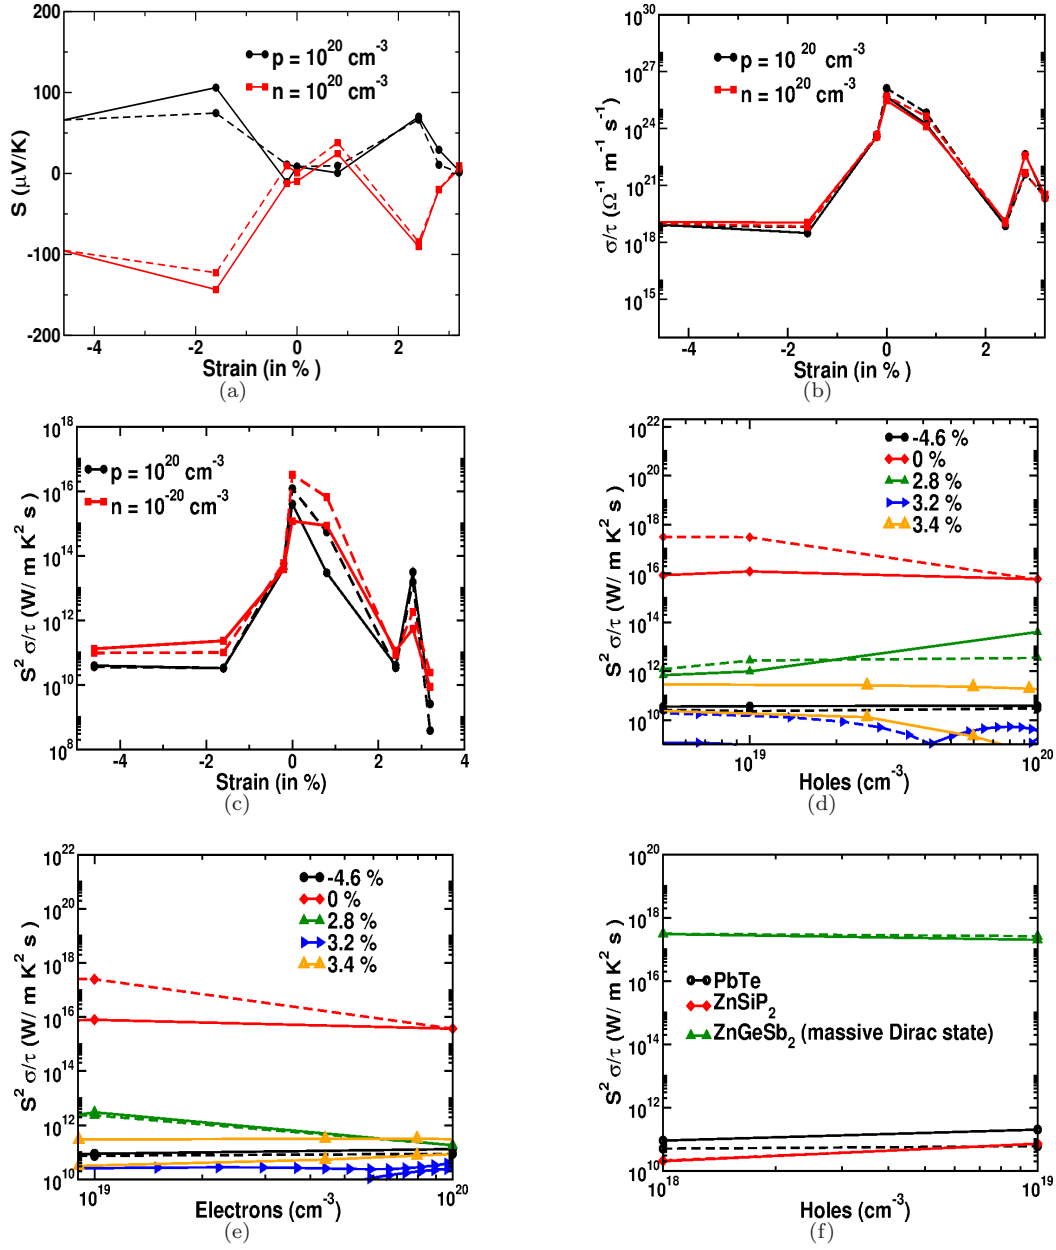 200
100
0
-100
-200
S (μV/K)
p = 10^20 cm^-3
n = 10^20 cm^-3
-4 -2 0 2
Strain (in % )
(a)
10^30
10^27
10^24
10^21
10^18
10^15
σ/τ (Ω^-1 m^-1 s^-1)
p = 10^20 cm^-3
n = 10^20 cm^-3
-4 -2 0 2
Strain (in %)
(b)
10^18
10^16
10^14
10^12
10^10
10^8
S^2 σ/τ (W/ m K^2 s)
p = 10^20 cm^-3
n = 10^-20 cm^-3
-4 -2 0 2 4
Strain (in %)
(c)
10^22
10^20
10^18
10^16
10^14
10^12
10^10
S^2 σ/τ (W/ m K^2 s)
-4.6 %
0 %
2.8 %
3.2 %
3.4 %
10^19 10^20
Holes (cm^-3)
(d)
10^22
10^20
10^18
10^16
10^14
10^12
10^10
S^2 σ/τ (W/ m K^2 s)
-4.6 %
0 %
2.8 %
3.2 %
3.4 %
10^19 10^20
Electrons (cm^-3)
(e)
10^20
10^18
10^16
10^14
10^12
10^10
S^2 σ/τ (W/ m K^2 s)
PbTe
ZnSiP_2
ZnGeSb_2 (massive Dirac state)
10^18 10^19
Holes (cm^-3)
(f)